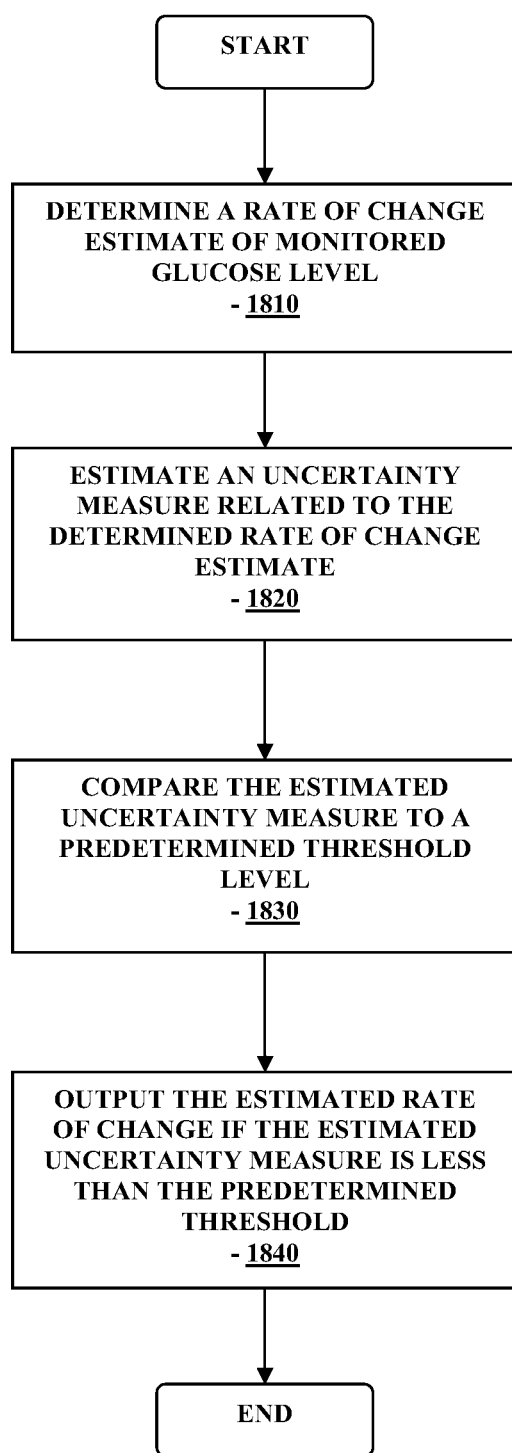 START
DETERMINE A RATE OF CHANGE
ESTIMATE OF MONITORED
GLUCOSE LEVEL
- 1810
ESTIMATE AN UNCERTAINTY
MEASURE RELATED TO THE
DETERMINED RATE OF CHANGE
ESTIMATE
- 1820
COMPARE THE ESTIMATED
UNCERTAINTY MEASURE TO A
PREDETERMINED THRESHOLD
LEVEL
- 1830
OUTPUT THE ESTIMATED RATE
OF CHANGE IF THE ESTIMATED
UNCERTAINTY MEASURE IS LESS
THAN THE PREDETERMINED
THRESHOLD
- 1840
END